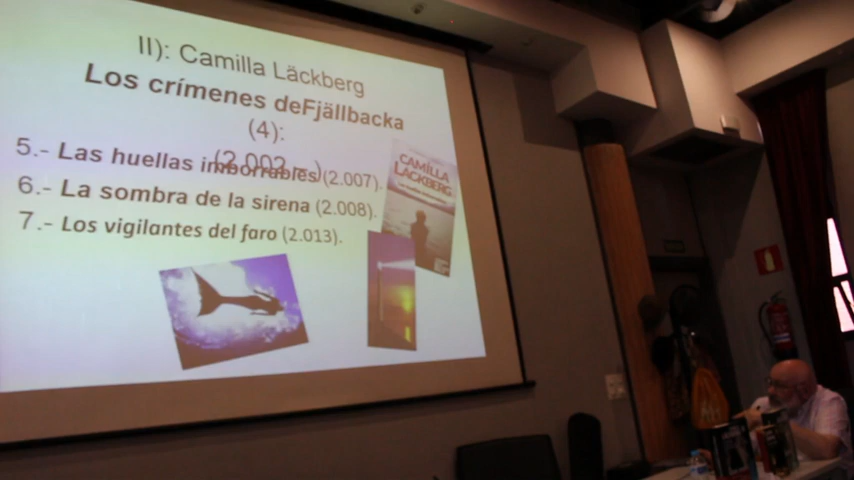 II): Camilla Läckberg
Los crímenes deFjällbacka
(4):
(2.002 - )
5.- Las huellas imborrables (2.007).
6.- La sombra de la sirena (2.008).
7.- Los vigilantes del faro (2.013).
CAMILLA
LÄCKBERG